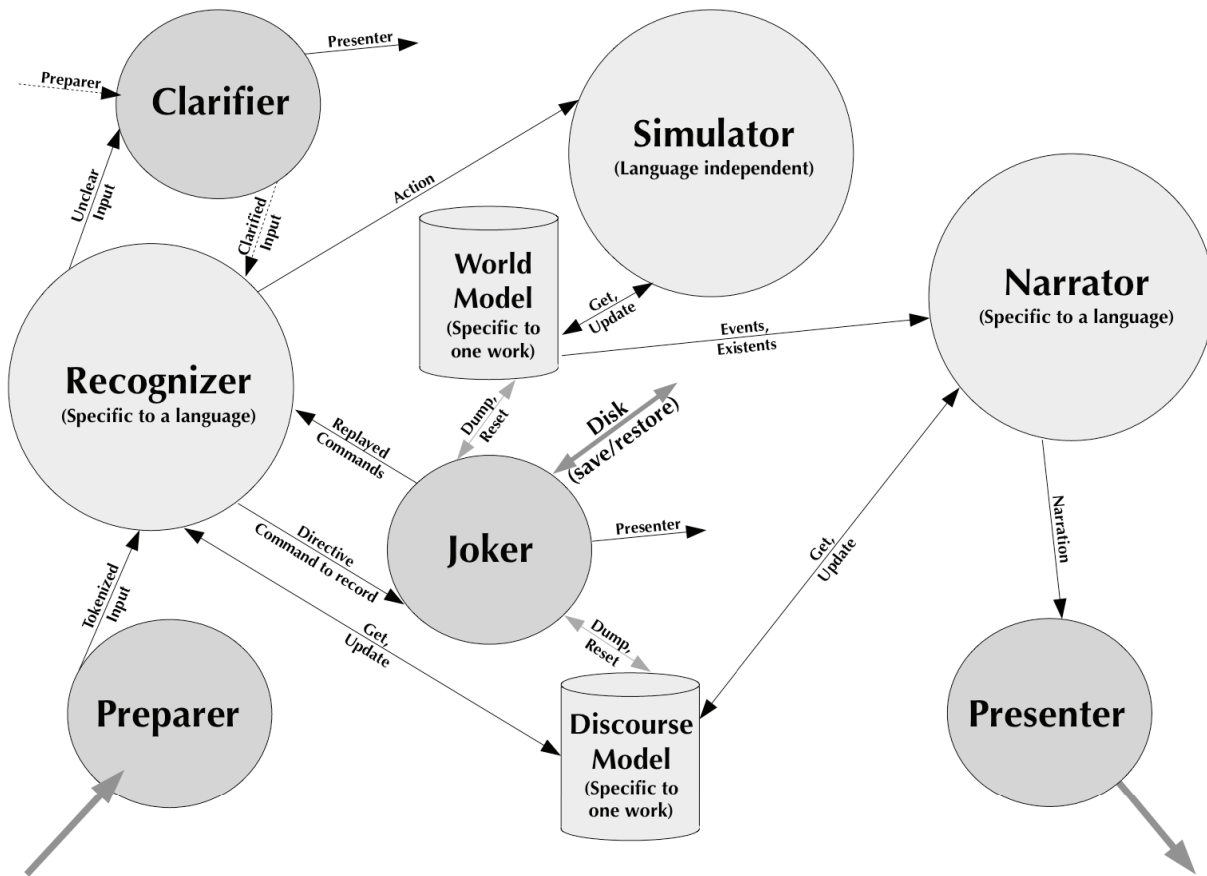 Presenter
Preparer
Clarifier
Unclear
Input
Clarified
Input
Action
Simulator
(Language independent)
World
Model
(Specific to
one work)
Get,
Update
Events,
Existents
Narrator
(Specific to a language)
Recognizer
(Specific to a language)
Replayed
Commands
Dump,
Reset
Disk
(save/restore)
Directive
Command to record
Joker
Presenter
Get,
Update
Narration
Tokenized
Input
Get,
Update
Dump,
Reset
Preparer
Discourse
Model
(Specific to
one work)
Presenter